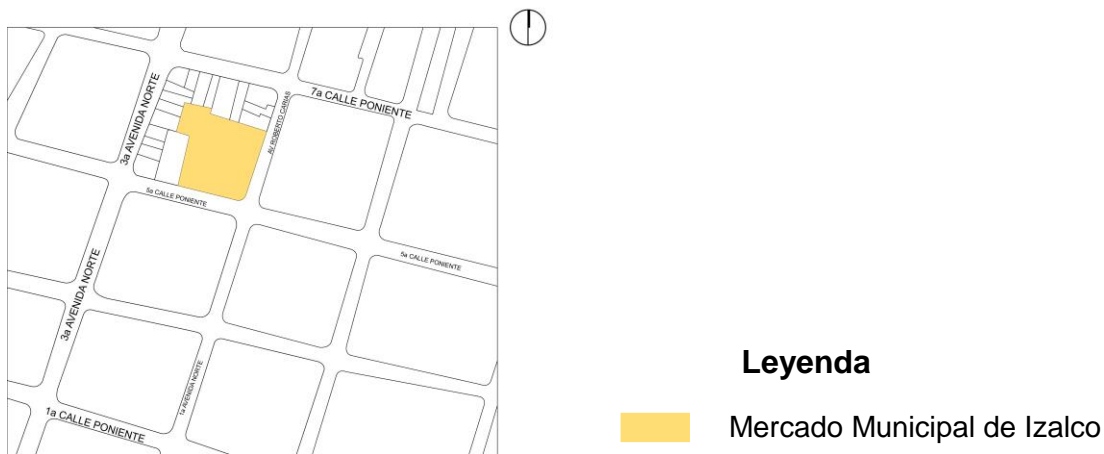 3a AVENIDA NORTE
7a CALLE PONIENTE
AV. ROBERTO CARIAS
5a CALLE PONIENTE
5a CALLE PONIENTE
3a AVENIDA NORTE
1a AVENIDA NORTE
1a CALLE PONIENTE
Leyenda
Mercado Municipal de Izalco